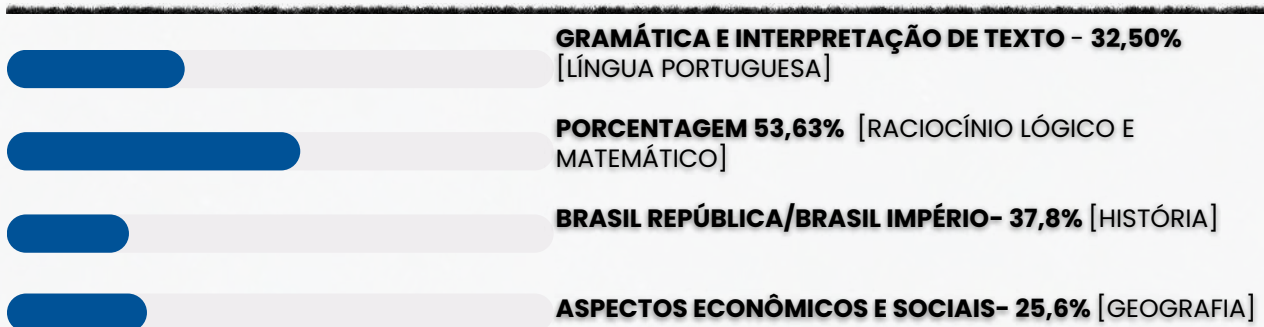 GRAMÁTICA E INTERPRETAÇÃO DE TEXTO - 32,50%
[LÍNGUA PORTUGUESA]
PORCENTAGEM 53,63% [RACIOCÍNIO LÓGICO E
MATEMÁTICO]
BRASIL REPÚBLICA/BRASIL IMPÉRIO- 37,8% [HISTÓRIA]
ASPECTOS ECONÔMICOS E SOCIAIS- 25,6% [GEOGRAFIA]